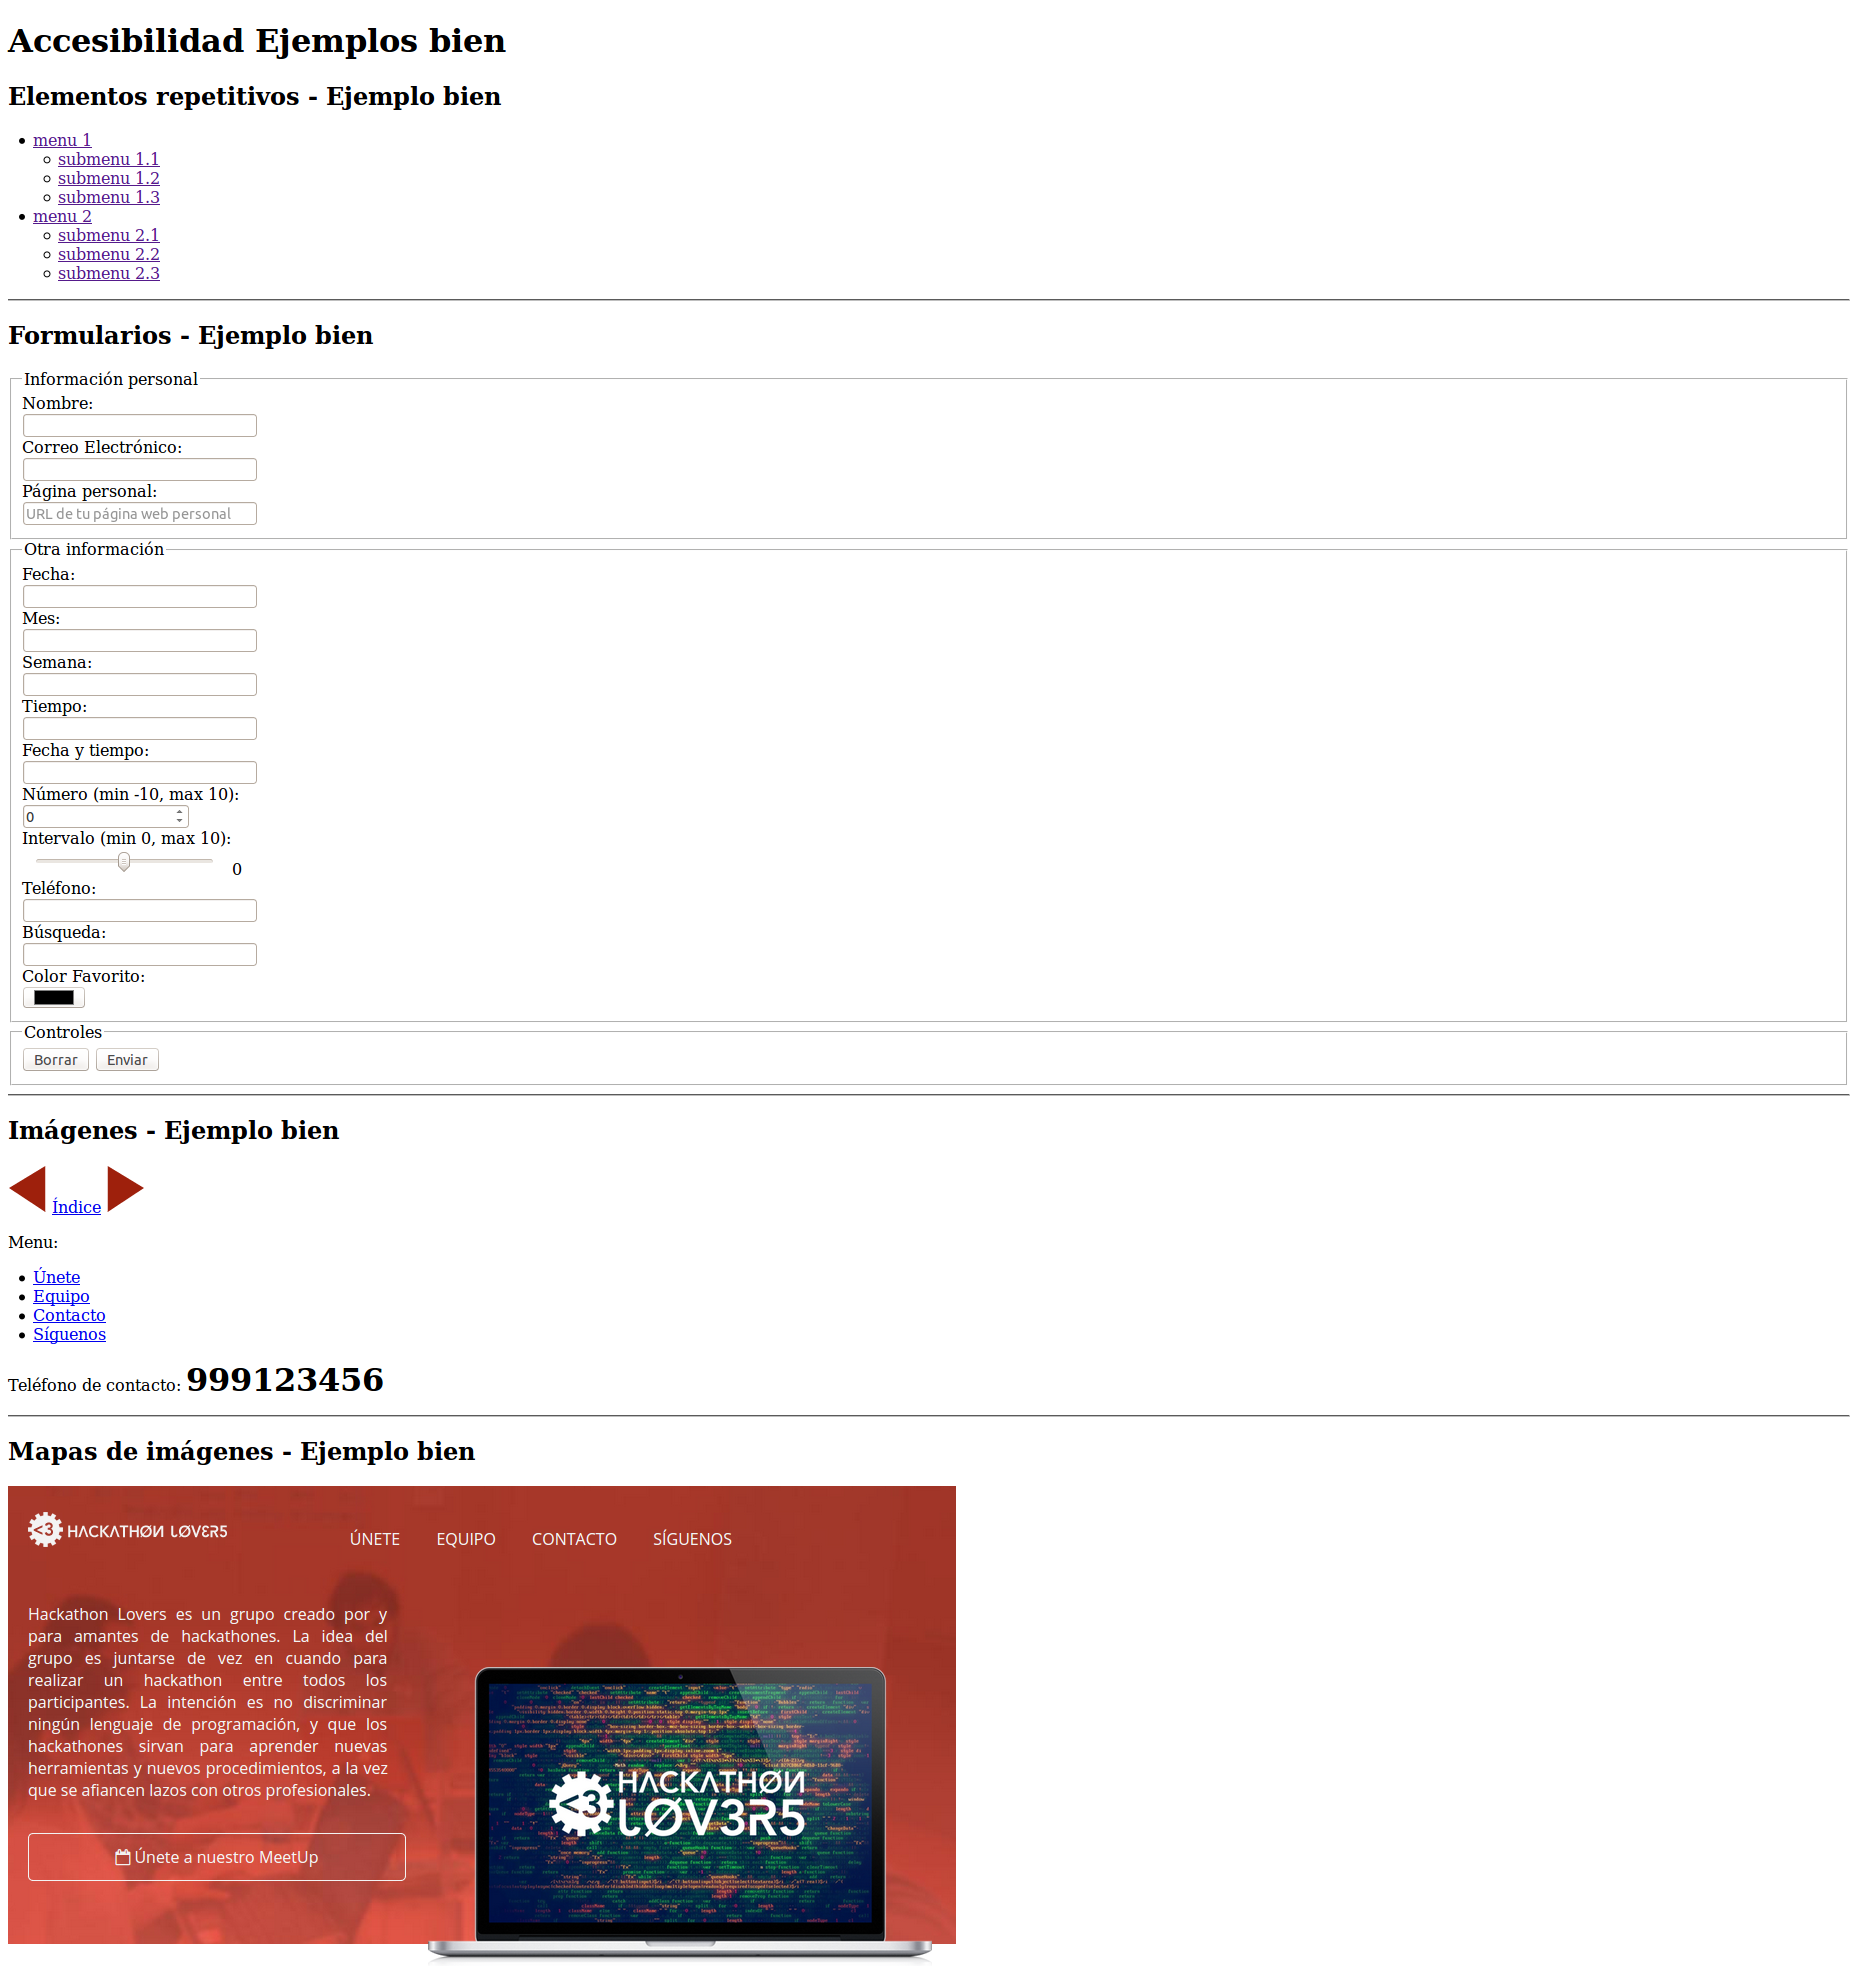 Accesibilidad Ejemplos bien
Elementos repetitivos - Ejemplo bien
menu 1
submenu 1.1
submenu 1.2
submenu 1.3
menu 2
submenu 2.1
submenu 2.2
submenu 2.3
Formularios - Ejemplo bien
Información personal
Nombre:
Correo Electrónico:
Página personal:
URL de tu página web personal
Otra información
Fecha:
Mes:
Semana:
Tiempo:
Fecha y tiempo:
Número (min -10, max 10):
0
Intervalo (min 0, max 10):
0
Teléfono:
Búsqueda:
Color Favorito:
Controles
Borrar Enviar
Imágenes - Ejemplo bien
Índice
Menu:
Únete
Equipo
Contacto
Síguenos
Teléfono de contacto: 999123456
Mapas de imágenes - Ejemplo bien
<3 HACKATHØN LØVER5
ÚNETE EQUIPO CONTACTO SÍGUENOS
Hackathon Lovers es un grupo creado por y
para amantes de hackathones. La idea del
grupo es juntarse de vez en cuando para
realizar un hackathon entre todos los
participantes. La intención es no discriminar
ningún lenguaje de programación, y que los
hackathones sirvan para aprender nuevas
herramientas y nuevos procedimientos, a la vez
que se afiancen lazos con otros profesionales.
Únete a nuestro MeetUp
<3 HACKATHØN
LØV3R5